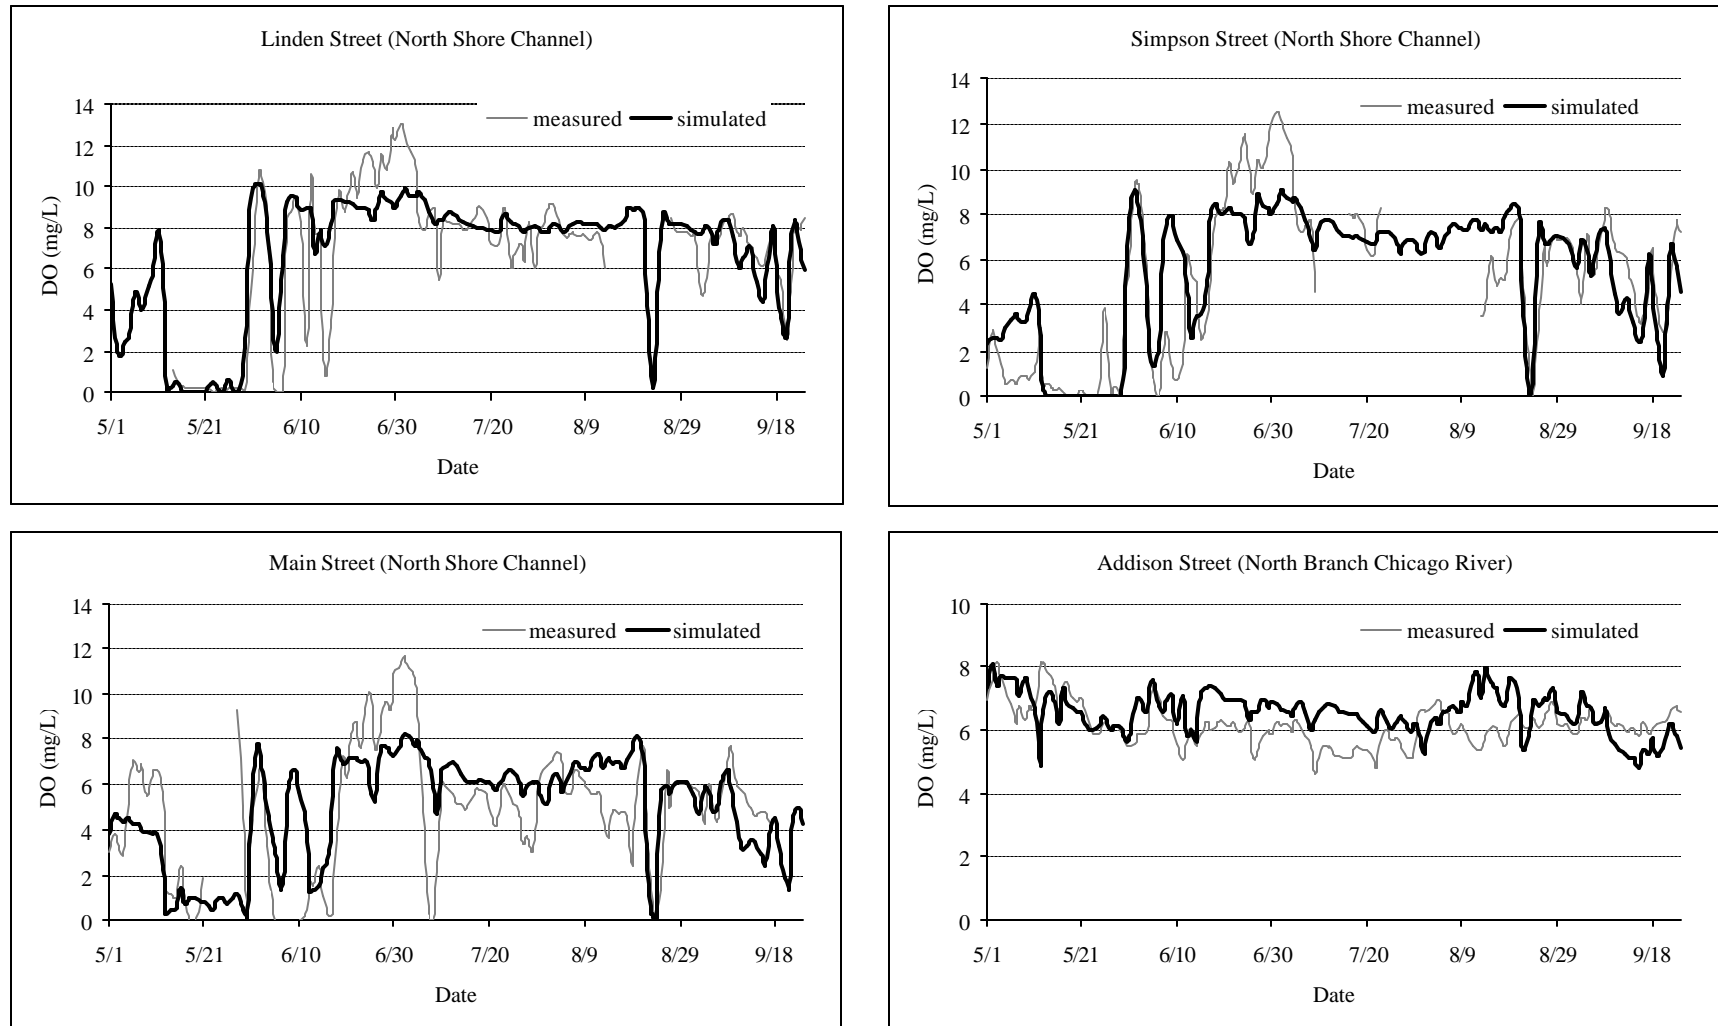 Linden Street (North Shore Channel)
measured simulated
14
12
10
8
6
4
2
0
DO (mg/L)
5/1 5/21 6/10 6/30 7/20 8/9 8/29 9/18
Date
Simpson Street (North Shore Channel)
measured simulated
14
12
10
8
6
4
2
0
DO (mg/L)
5/1 5/21 6/10 6/30 7/20 8/9 8/29 9/18
Date
Main Street (North Shore Channel)
measured simulated
14
12
10
8
6
4
2
0
DO (mg/L)
5/1 5/21 6/10 6/30 7/20 8/9 8/29 9/18
Date
Addison Street (North Branch Chicago River)
measured simulated
10
8
6
4
2
0
DO (mg/L)
5/1 5/21 6/10 6/30 7/20 8/9 8/29 9/18
Date